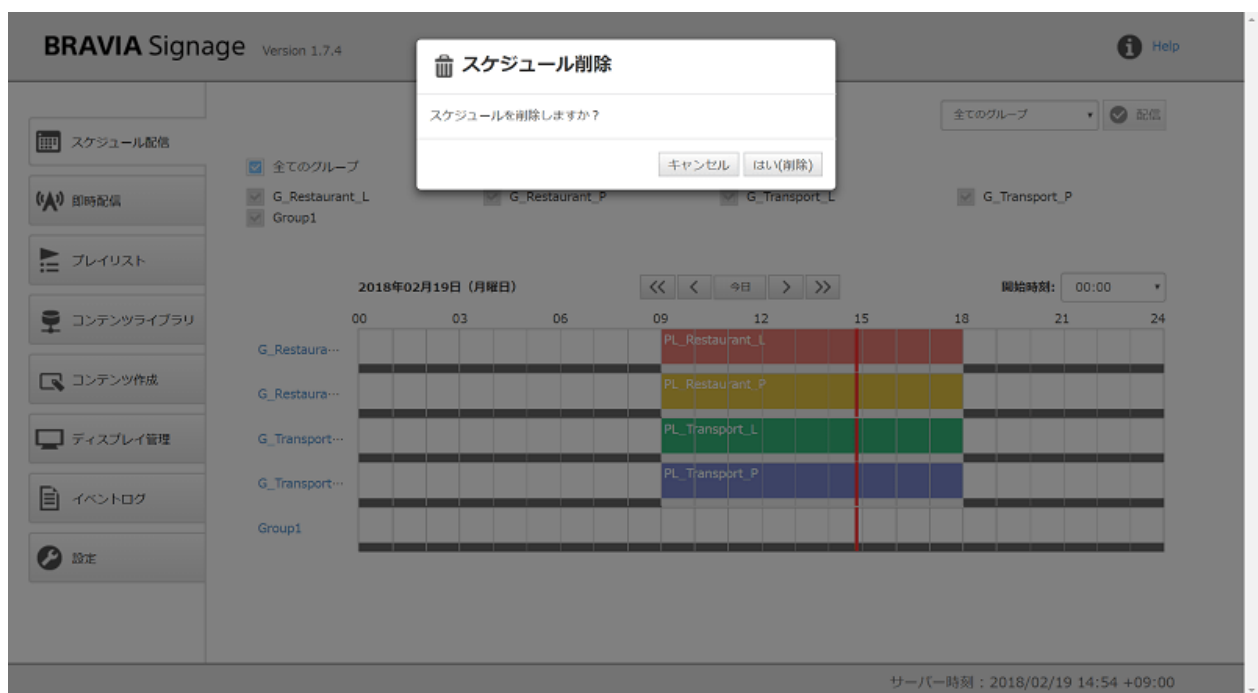 BRAVIA Signage Version 1.7.4
Help
スケジュール削除
スケジュールを削除しますか?
キャンセル はい(削除)
全てのグループ 配信
スケジュール配信
即時配信
プレイリスト
コンテンツライブラリ
コンテンツ作成
ディスプレイ管理
イベントログ
設定
全てのグループ
G_Restaurant_L G_Restaurant_P G_Transport_L G_Transport_P
Group1
2018年02月19日(月曜日) 今日 開始時刻: 00:00
00 03 06 09 12 15 18 21 24
G_Restaura… PL_Restaurant_L
G_Restaura… PL_Restaurant_P
G_Transport… PL_Transport_L
G_Transport… PL_Transport_P
Group1
サーバー時刻 : 2018/02/19 14:54 +09:00